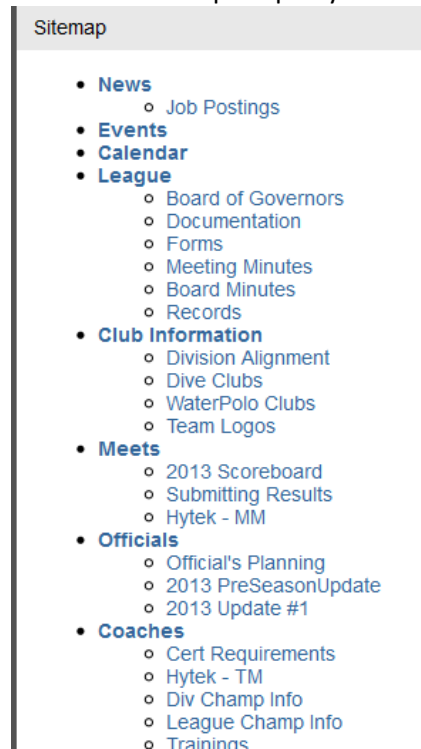 Sitemap
News
Job Postings
Events
Calendar
League
Board of Governors
Documentation
Forms
Meeting Minutes
Board Minutes
Records
Club Information
Division Alignment
Dive Clubs
WaterPolo Clubs
Team Logos
Meets
2013 Scoreboard
Submitting Results
Hytek - MM
Officials
Official's Planning
2013 PreSeasonUpdate
2013 Update #1
Coaches
Cert Requirements
Hytek - TM
Div Champ Info
League Champ Info
Trainings